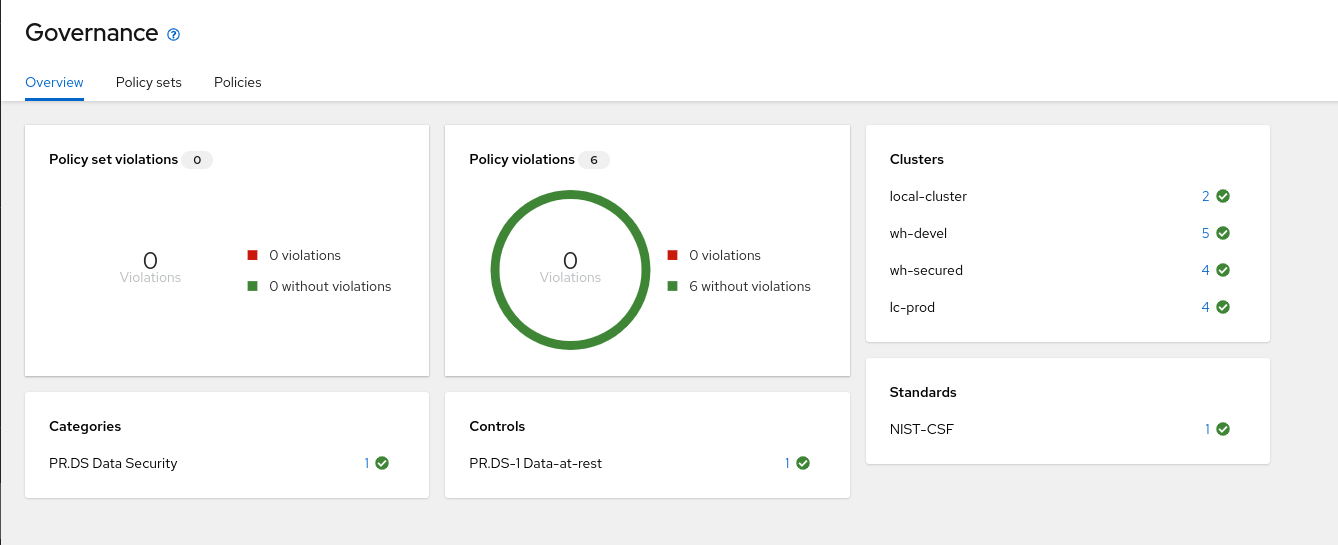 Governance
Overview Policy sets Policies
Policy set violations 0
0
Violations
0 violations
0 without violations
Policy violations 6
0
Violations
0 violations
6 without violations
Clusters
local-cluster 2
wh-devel 5
wh-secured 4
lc-prod 4
Categories
PR.DS Data Security 1
Controls
PR.DS-1 Data-at-rest 1
Standards
NIST-CSF 1